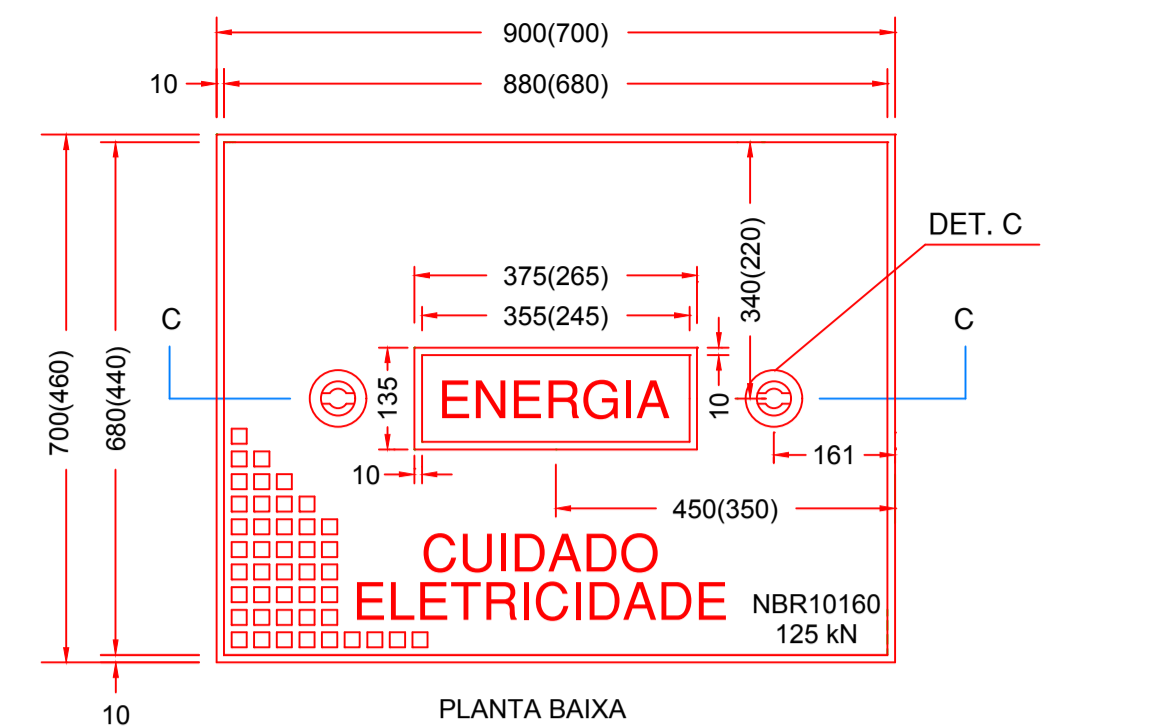 900(700)
10
880(680)
DET. C
340(220)
375(265)
355(245)
C
C
700(460)
680(440)
135
ENERGIA
10
161
10
450(350)
CUIDADO
ELETRICIDADE
NBR10160
125 kN
10
PLANTA BAIXA